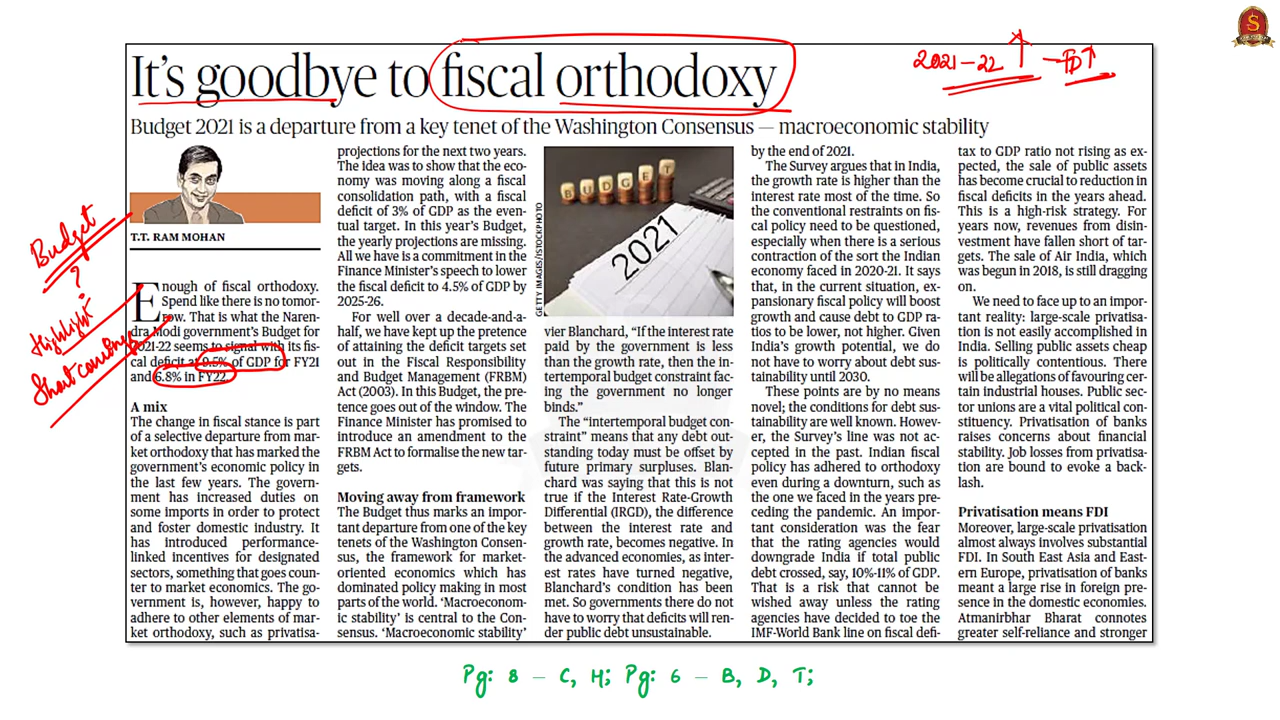 It's goodbye to fiscal orthodoxy
2021-22 ↑ - FD↑
Budget 2021 is a departure from a key tenet of the Washington Consensus — macroeconomic stability
Budget
?
Highlight
Shortcomings
T.T. RAM MOHAN
Enough of fiscal orthodoxy.
Spend like there is no tomor-
row. That is what the Naren-
dra Modi government's Budget for
2021-22 seems to signal with its fis-
cal deficit at 9.5% of GDP for FY21
and 6.8% in FY22.
A mix
The change in fiscal stance is part
of a selective departure from mar-
ket orthodoxy that has marked the
government's economic policy in
the last few years. The govern-
ment has increased duties on
some imports in order to protect
and foster domestic industry. It
has introduced performance-
linked incentives for designated
sectors, something that goes coun-
ter to market economics. The go-
vernment is, however, happy to
adhere to other elements of mar-
ket orthodoxy, such as privatisa-
projections for the next two years.
The idea was to show that the eco-
nomy was moving along a fiscal
consolidation path, with a fiscal
deficit of 3% of GDP as the even-
tual target. In this year's Budget,
the yearly projections are missing.
All we have is a commitment in the
Finance Minister's speech to lower
the fiscal deficit to 4.5% of GDP by
2025-26.
For well over a decade-and-a-
half, we have kept up the pretence
of attaining the deficit targets set
out in the Fiscal Responsibility
and Budget Management (FRBM)
Act (2003). In this Budget, the pre-
tence goes out of the window. The
Finance Minister has promised to
introduce an amendment to the
FRBM Act to formalise the new tar-
gets.
Moving away from framework
The Budget thus marks an impor-
tant departure from one of the key
tenets of the Washington Consen-
sus, the framework for market-
oriented economics which has
dominated policy making in most
parts of the world. 'Macroeconom-
ic stability' is central to the Con-
sensus. 'Macroeconomic stability'
BUDGET
2021
GETTY IMAGES/ISTOCKPHOTO
vier Blanchard, "If the interest rate
paid by the government is less
than the growth rate, then the in-
tertemporal budget constraint fac-
ing the government no longer
binds."
The "intertemporal budget con-
straint" means that any debt out-
standing today must be offset by
future primary surpluses. Blan-
chard was saying that this is not
true if the Interest Rate-Growth
Differential (IRGD), the difference
between the interest rate and
growth rate, becomes negative. In
the advanced economies, as inter-
est rates have turned negative,
Blanchard's condition has been
met. So governments there do not
have to worry that deficits will ren-
der public debt unsustainable.
by the end of 2021.
The Survey argues that in India,
the growth rate is higher than the
interest rate most of the time. So
the conventional restraints on fis-
cal policy need to be questioned,
especially when there is a serious
contraction of the sort the Indian
economy faced in 2020-21. It says
that, in the current situation, ex-
pansionary fiscal policy will boost
growth and cause debt to GDP ra-
tios to be lower, not higher. Given
India's growth potential, we do
not have to worry about debt sus-
tainability until 2030.
These points are by no means
novel; the conditions for debt sus-
tainability are well known. Howev-
er, the Survey's line was not ac-
cepted in the past. Indian fiscal
policy has adhered to orthodoxy
even during a downturn, such as
the one we faced in the years pre-
ceding the pandemic. An impor-
tant consideration was the fear
that the rating agencies would
downgrade India if total public
debt crossed, say, 10%-11% of GDP.
That is a risk that cannot be
wished away unless the rating
agencies have decided to toe the
IMF-World Bank line on fiscal defi-
tax to GDP ratio not rising as ex-
pected, the sale of public assets
has become crucial to reduction in
fiscal deficits in the years ahead.
This is a high-risk strategy. For
years now, revenues from disin-
vestment have fallen short of tar-
gets. The sale of Air India, which
was begun in 2018, is still dragging
on.
We need to face up to an impor-
tant reality: large-scale privatisa-
tion is not easily accomplished in
India. Selling public assets cheap
is politically contentious. There
will be allegations of favouring cer-
tain industrial houses. Public sec-
tor unions are a vital political con-
stituency. Privatisation of banks
raises concerns about financial
stability. Job losses from privatisa-
tion are bound to evoke a back-
lash.
Privatisation means FDI
Moreover, large-scale privatisation
almost always involves substantial
FDI. In South East Asia and East-
ern Europe, privatisation of banks
meant a large rise in foreign pre-
sence in the domestic economies.
Atmanirbhar Bharat connotes
greater self-reliance and stronger
Pg: 8 – C, H; Pg: 6 – B, D, T;